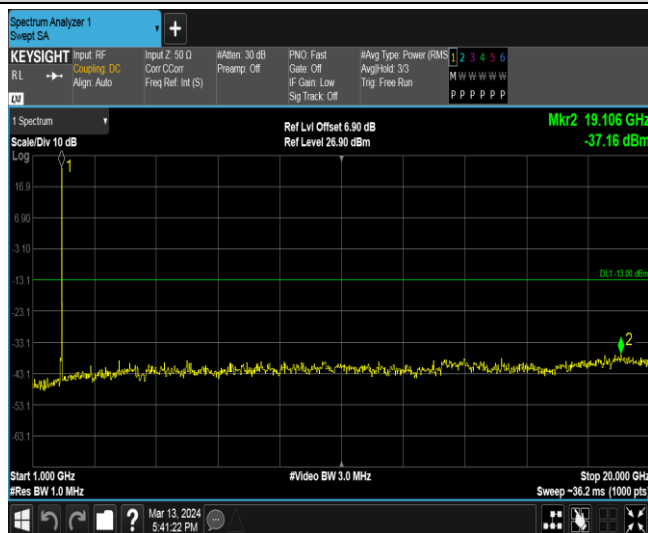 Spectrum Analyzer 1
Swept SA
KEYSIGHT
RL
Input: RF
Coupling: DC
Align: Auto
Input Z: 50 Ω
Corr CCorr
Freq Ref: Int (S)
#Atten: 30 dB
Preamp: Off
PNO: Fast
Gate: Off
IF Gain: Low
Sig Track: Off
#Avg Type: Power (RMS
Avg|Hold: 3/3
Trig: Free Run
1 2 3 4 5 6
M W W W W W
P P P P P P
LXI
1 Spectrum
Scale/Div 10 dB
Ref Lvl Offset 6.90 dB
Ref Level 26.90 dBm
Mkr2 19.106 GHz
-37.16 dBm
Log
1
16.9
6.90
-3.10
-13.1
DL1 -13.00 dBm
-23.1
-33.1
2
-43.1
-53.1
-63.1
Start 1.000 GHz
#Res BW 1.0 MHz
#Video BW 3.0 MHz
Stop 20.000 GHz
Sweep ~36.2 ms (1000 pts)
?
Mar 13, 2024
5:41:22 PM